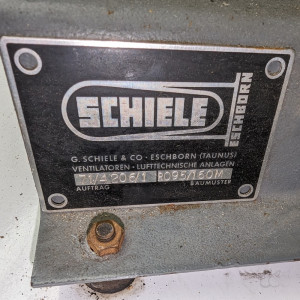 SCHIELE
ESCHBORN
G. SCHIELE & CO · ESCHBORN (TAUNUS)
VENTILATOREN · LUFTTECHNISCHE ANLAGEN
AUFTRAG
BAUMUSTER